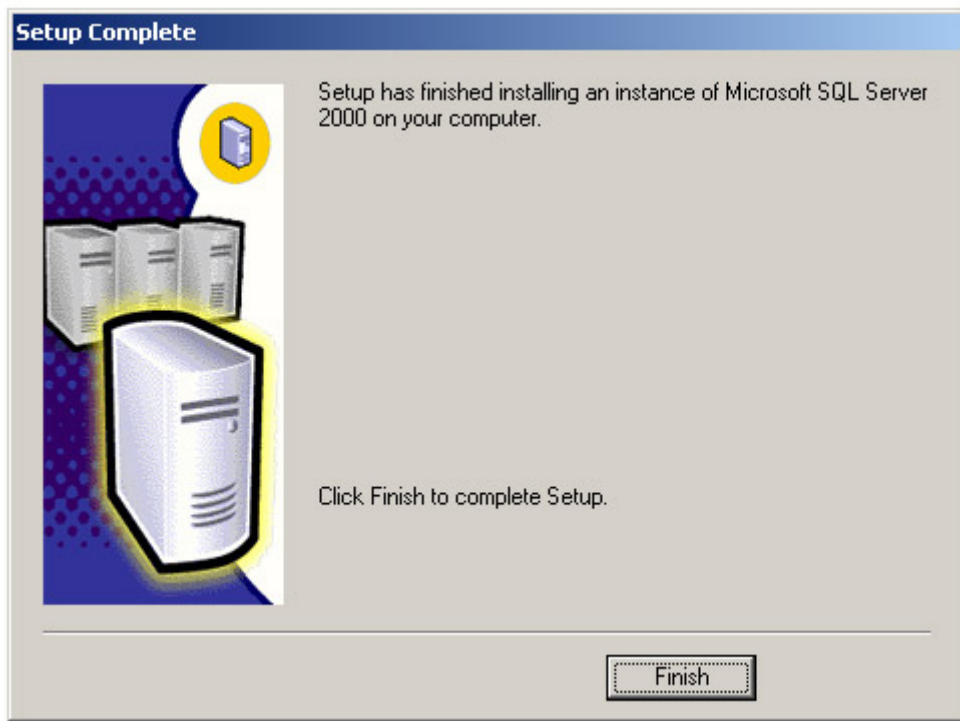 Setup Complete
Setup has finished installing an instance of Microsoft SQL Server
2000 on your computer.
Click Finish to complete Setup.
Finish